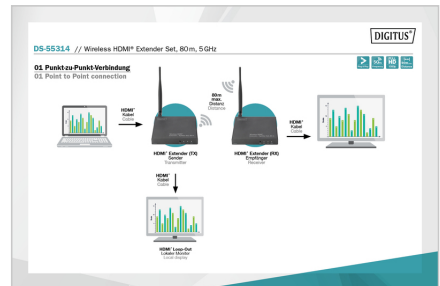 DIGITUS®
DS-55314 // Wireless HDMI® Extender Set, 80m, 5GHz
01 Punkt-zu-Punkt-Verbindung
01 Point to Point connection
80m
max.
Distanz
Distance
HDMI®
Kabel
Cable
HDMI®
Kabel
Cable
HDMI® Extender (TX)
Sender
Transmitter
HDMI® Extender (RX)
Empfänger
Receiver
HDMI®
Kabel
Cable
HDMI® Loop-Out
Lokaler Monitor
Local display